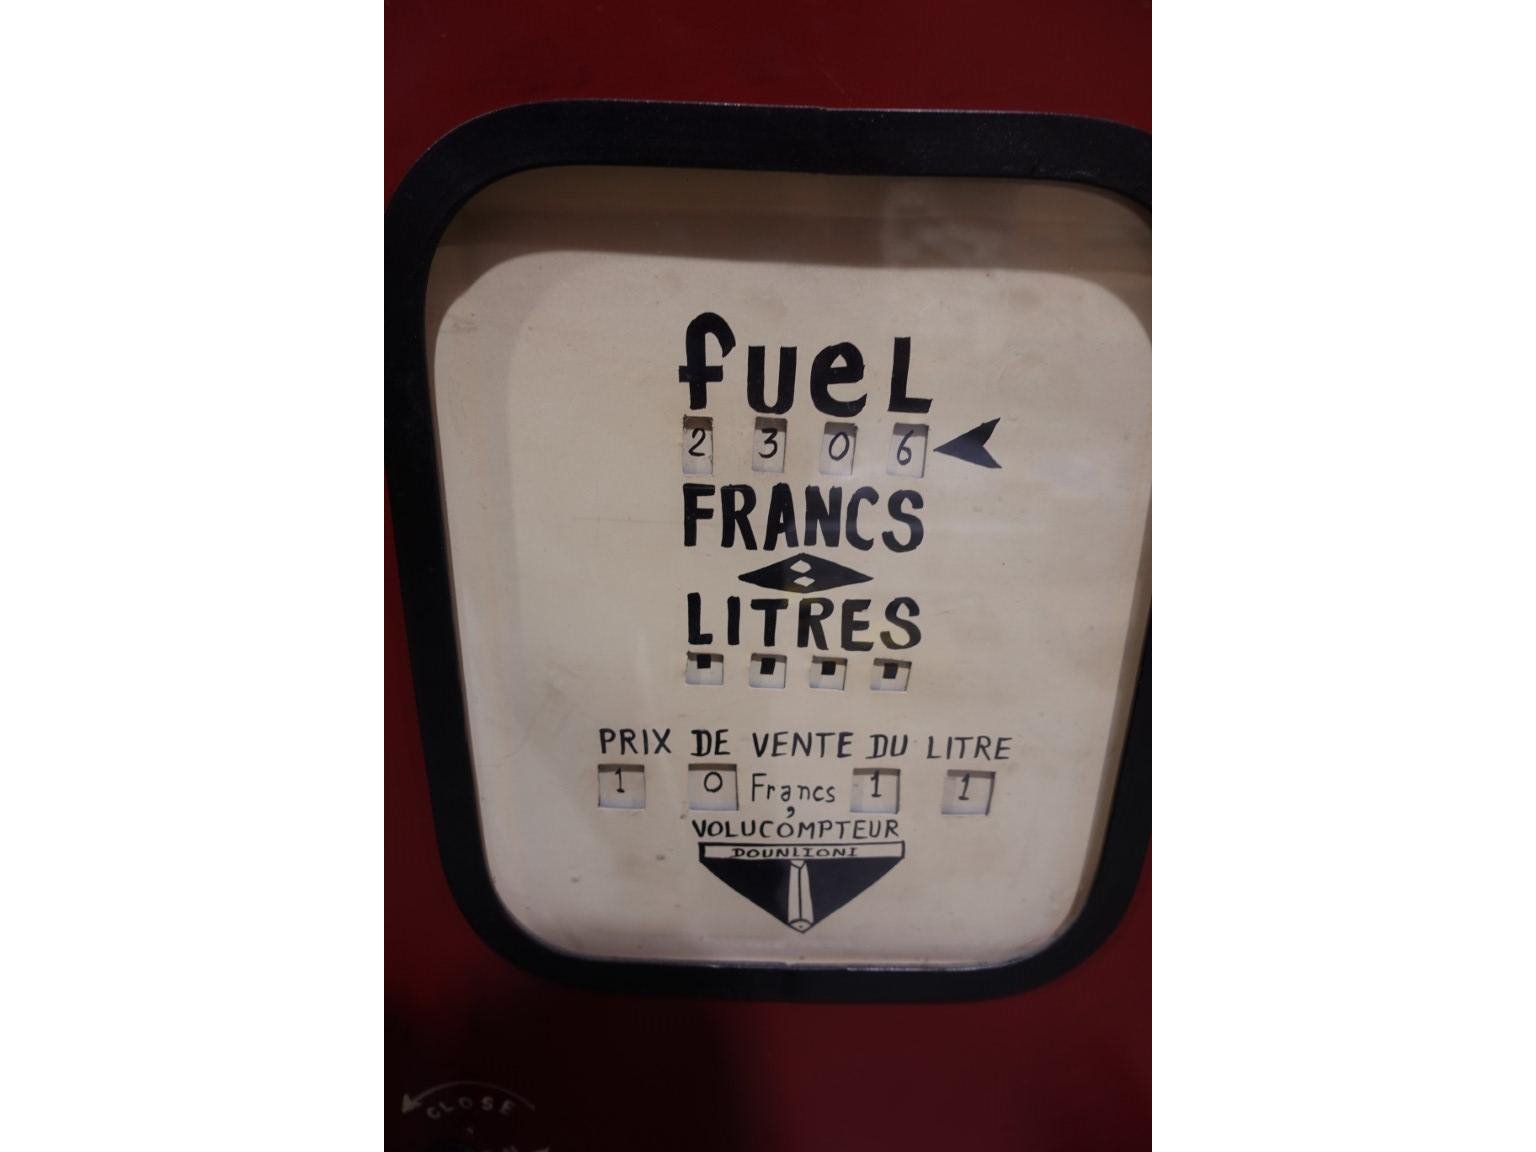 fuel
2 3 0 6
FRANCS
LITRES
PRIX DE VENTE DU LITRE
1 0 Francs 1 1
,
VOLUCOMPTEUR
DOUNLIONI
CLOSE